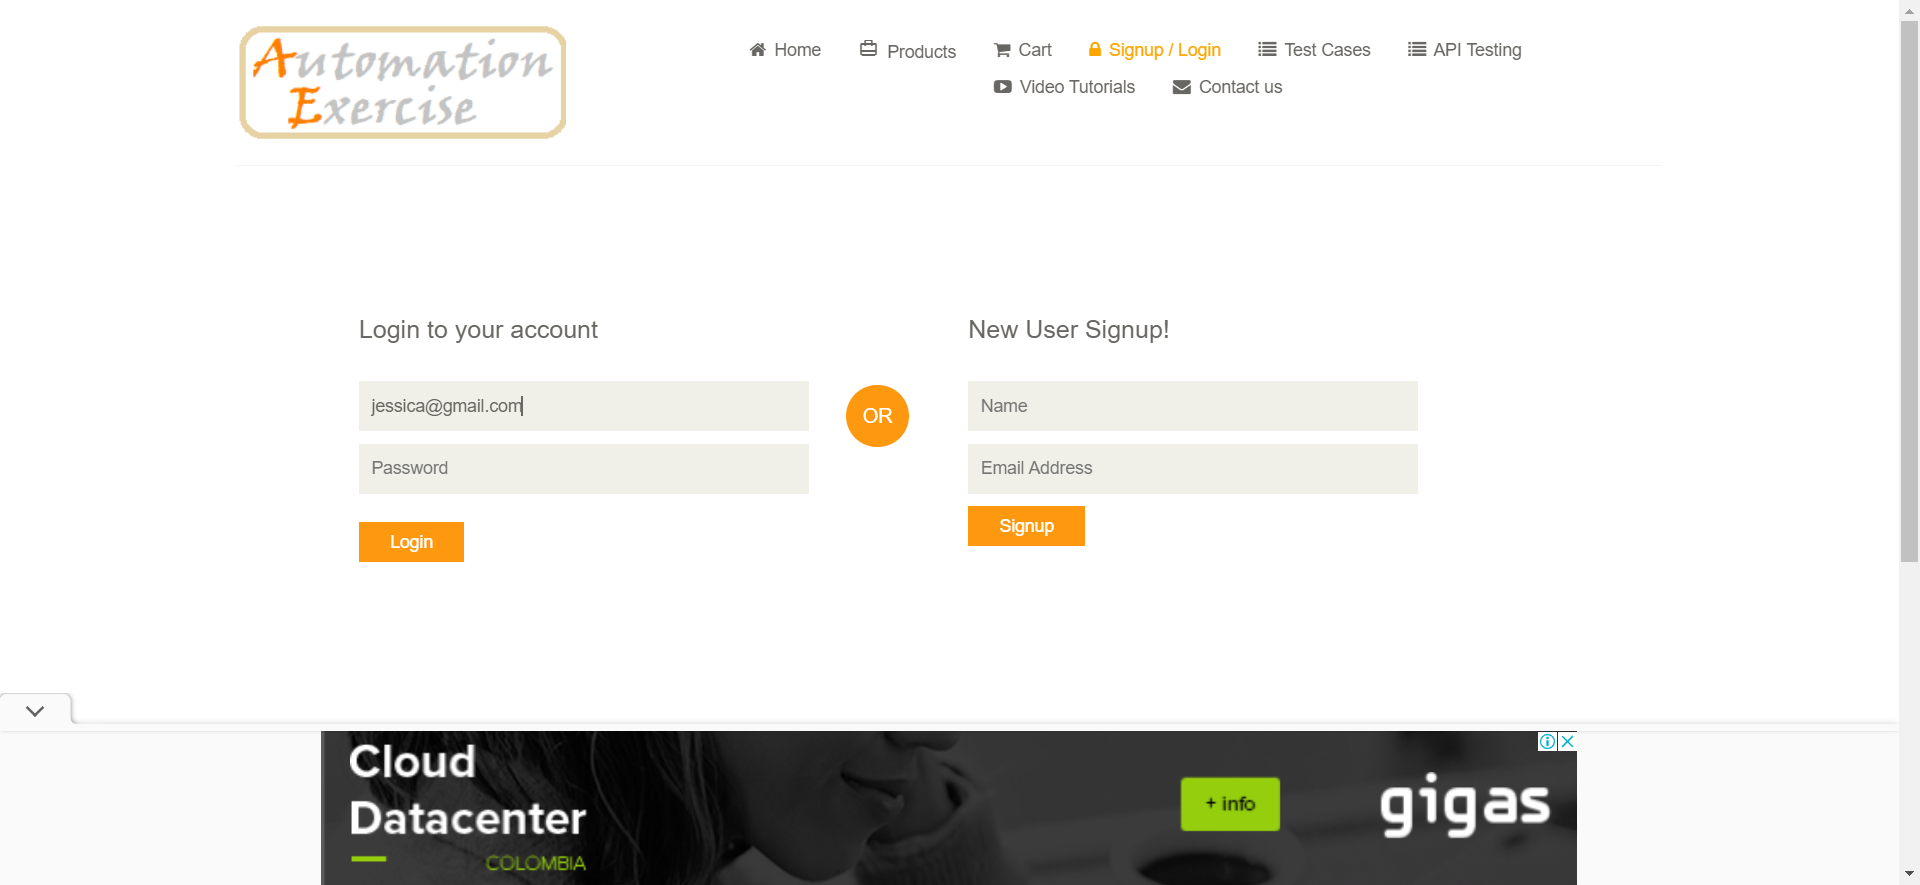 Automation
Exercise
Home
Products
Cart
Signup / Login
Test Cases
API Testing
Video Tutorials
Contact us
Login to your account
jessica@gmail.com
Password
Login
OR
New User Signup!
Name
Email Address
Signup
Cloud
Datacenter
COLOMBIA
+ info
gigas